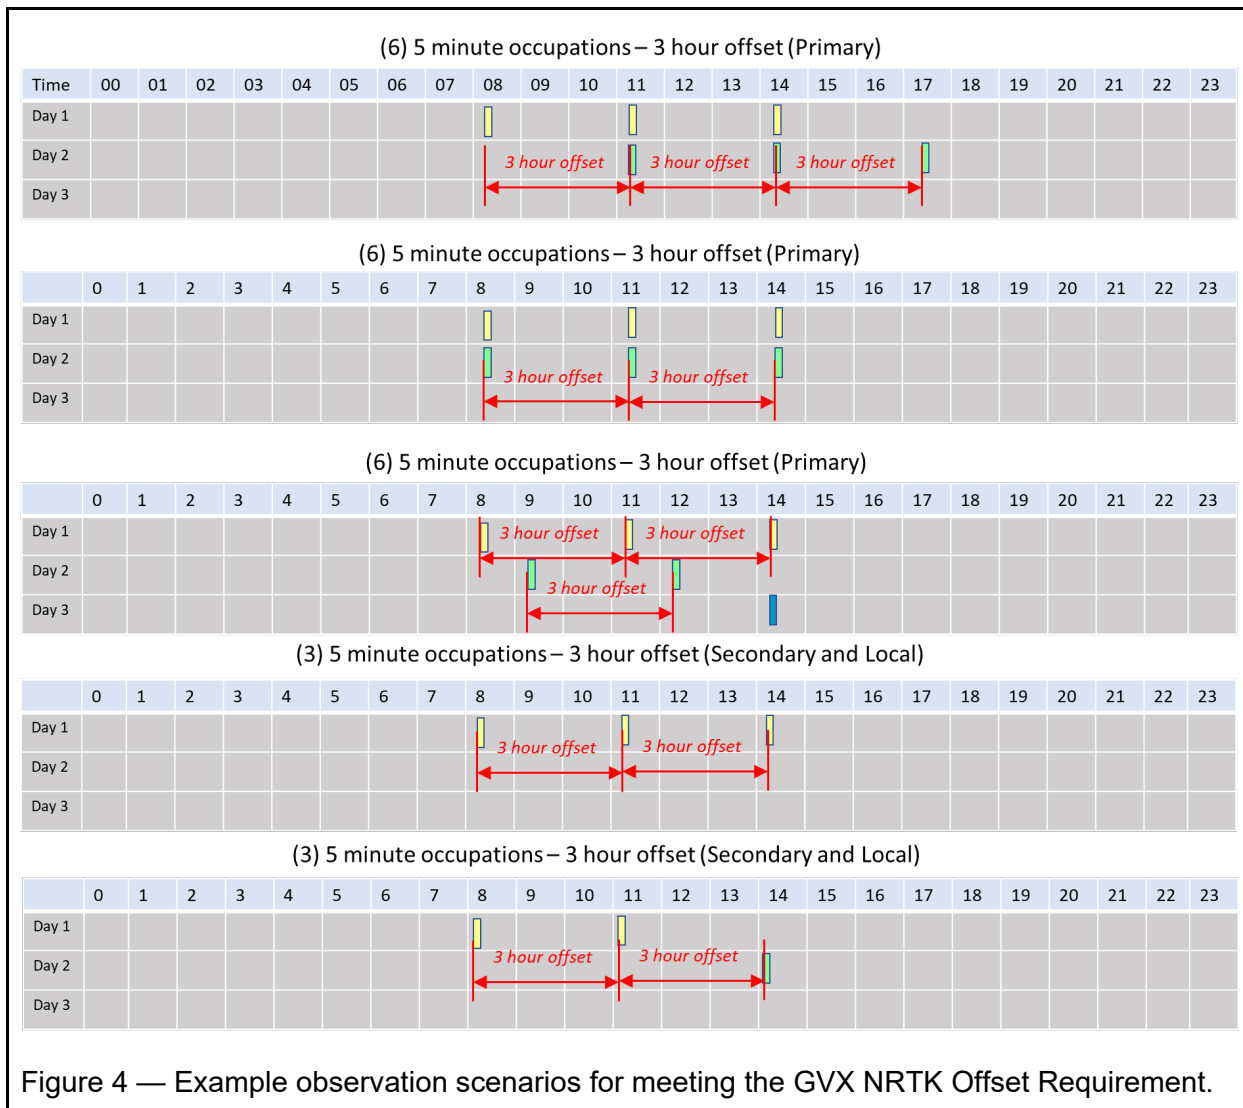 (6) 5 minute occupations – 3 hour offset (Primary)
Time 00 01 02 03 04 05 06 07 08 09 10 11 12 13 14 15 16 17 18 19 20 21 22 23
Day 1
Day 2
3 hour offset 3 hour offset 3 hour offset
Day 3
(6) 5 minute occupations – 3 hour offset (Primary)
0 1 2 3 4 5 6 7 8 9 10 11 12 13 14 15 16 17 18 19 20 21 22 23
Day 1
Day 2
3 hour offset 3 hour offset
Day 3
(6) 5 minute occupations – 3 hour offset (Primary)
0 1 2 3 4 5 6 7 8 9 10 11 12 13 14 15 16 17 18 19 20 21 22 23
Day 1
3 hour offset 3 hour offset
Day 2
3 hour offset
Day 3
(3) 5 minute occupations – 3 hour offset (Secondary and Local)
0 1 2 3 4 5 6 7 8 9 10 11 12 13 14 15 16 17 18 19 20 21 22 23
Day 1
3 hour offset 3 hour offset
Day 2
Day 3
(3) 5 minute occupations – 3 hour offset (Secondary and Local)
0 1 2 3 4 5 6 7 8 9 10 11 12 13 14 15 16 17 18 19 20 21 22 23
Day 1
3 hour offset 3 hour offset
Day 2
Day 3
Figure 4 — Example observation scenarios for meeting the GVX NRTK Offset Requirement.